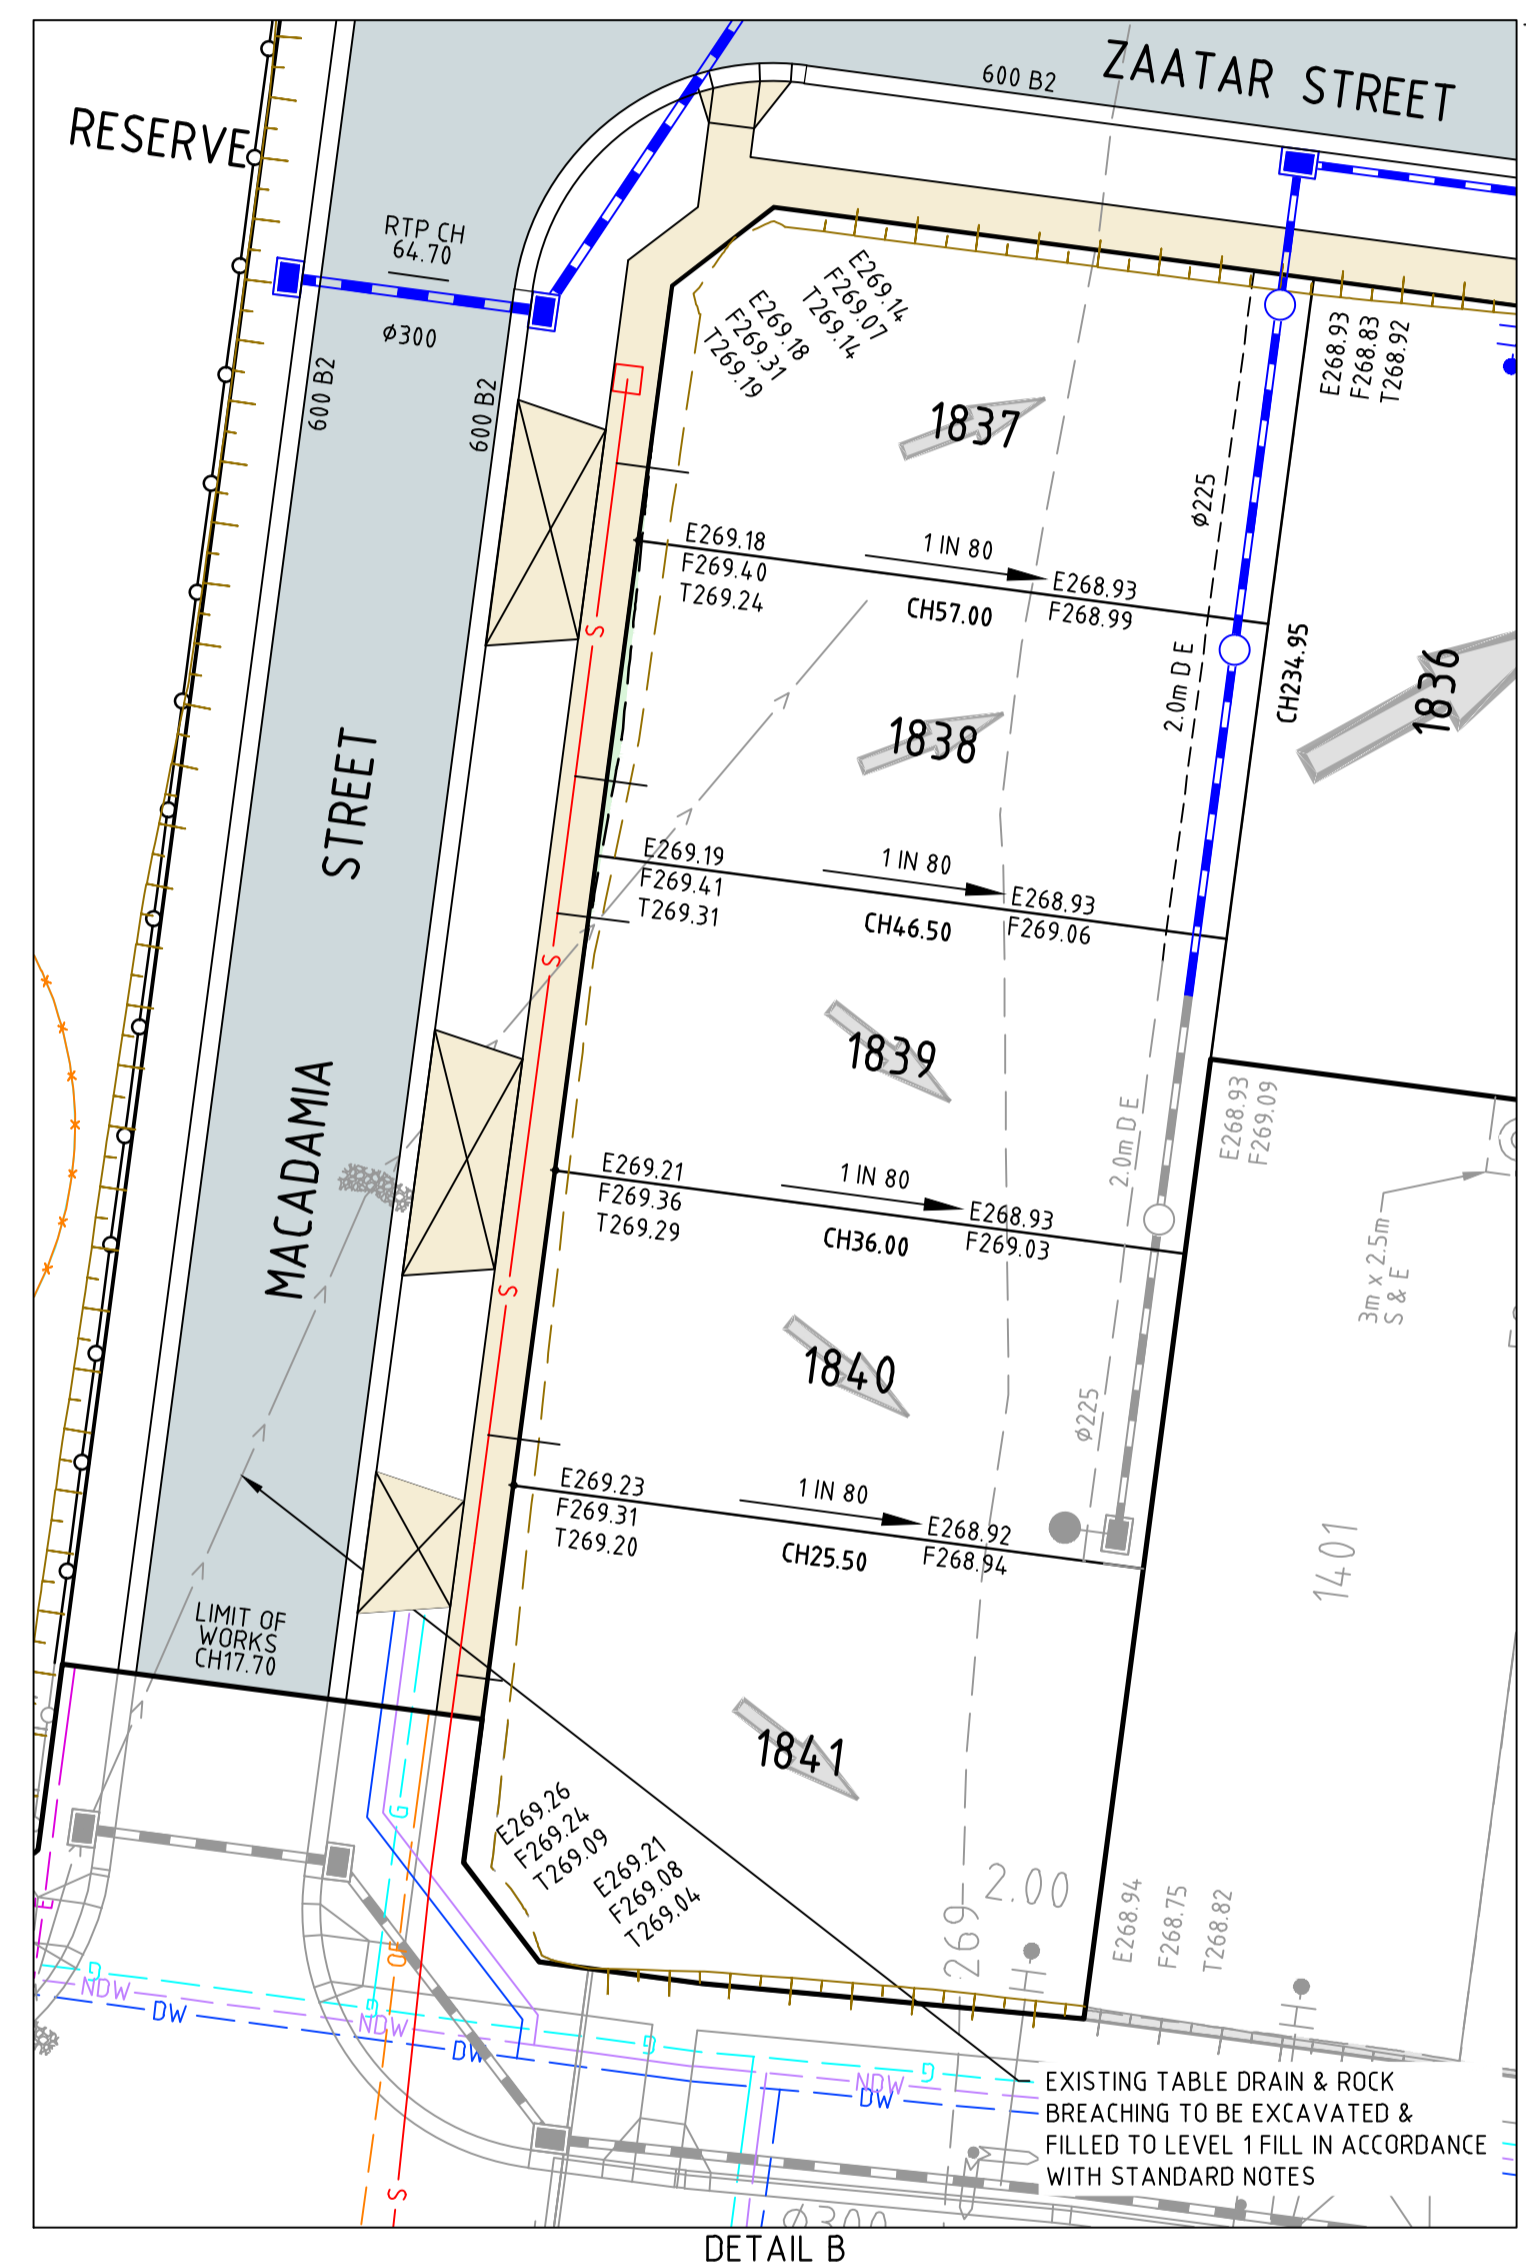 ZAATAR STREET
600 B2
RESERVE
RTP CH
64.70
ϕ300
600 B2
600 B2
E269.14
F269.07
T269.14
E269.18
F269.31
T269.19
E268.93
F268.83
T268.92
1837
ϕ225
E269.18
F269.40
T269.24
1 IN 80
E268.93
F268.99
CH57.00
S
2.0m D E
CH234.95
1836
1838
STREET
E269.19
F269.41
T269.31
1 IN 80
E268.93
F269.06
CH46.50
S
1839
MACADAMIA
E268.93
F269.09
2.0m D E
E269.21
F269.36
T269.29
1 IN 80
E268.93
F269.03
CH36.00
3m x 2.5m
S & E
S
1840
ϕ225
E269.23
F269.31
T269.20
1 IN 80
E268.92
F268.94
CH25.50
1401
LIMIT OF
WORKS
CH17.70
1841
G
E269.26
F269.24
T269.09
E269.21
F269.08
T269.04
269
2.00
E268.94
F268.75
T268.82
E
OF
G
NDW
DW
G
NDW
DW
G
G
NDW
DW
EXISTING TABLE DRAIN & ROCK
BREACHING TO BE EXCAVATED &
FILLED TO LEVEL 1 FILL IN ACCORDANCE
WITH STANDARD NOTES
S
ϕ300
DETAIL B